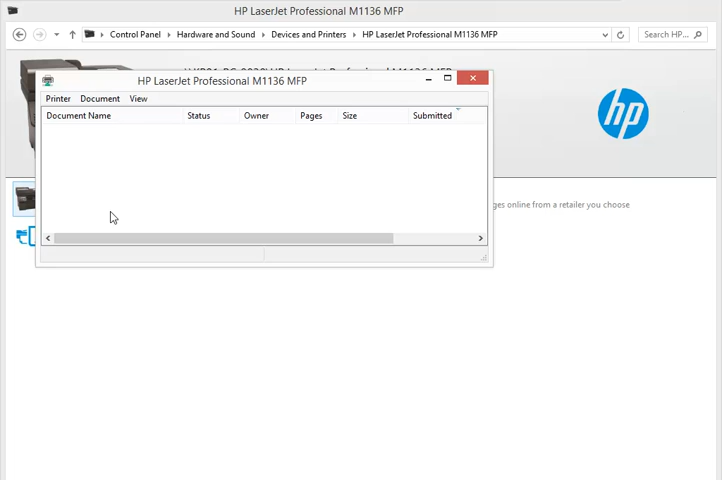 HP LaserJet Professional M1136 MFP
Control Panel Hardware and Sound Devices and Printers HP LaserJet Professional M1136 MFP Search HP...
HP LaserJet Professional M1136 MFP
Printer Document View
Document Name Status Owner Pages Size Submitted
hp
ges online from a retailer you choose